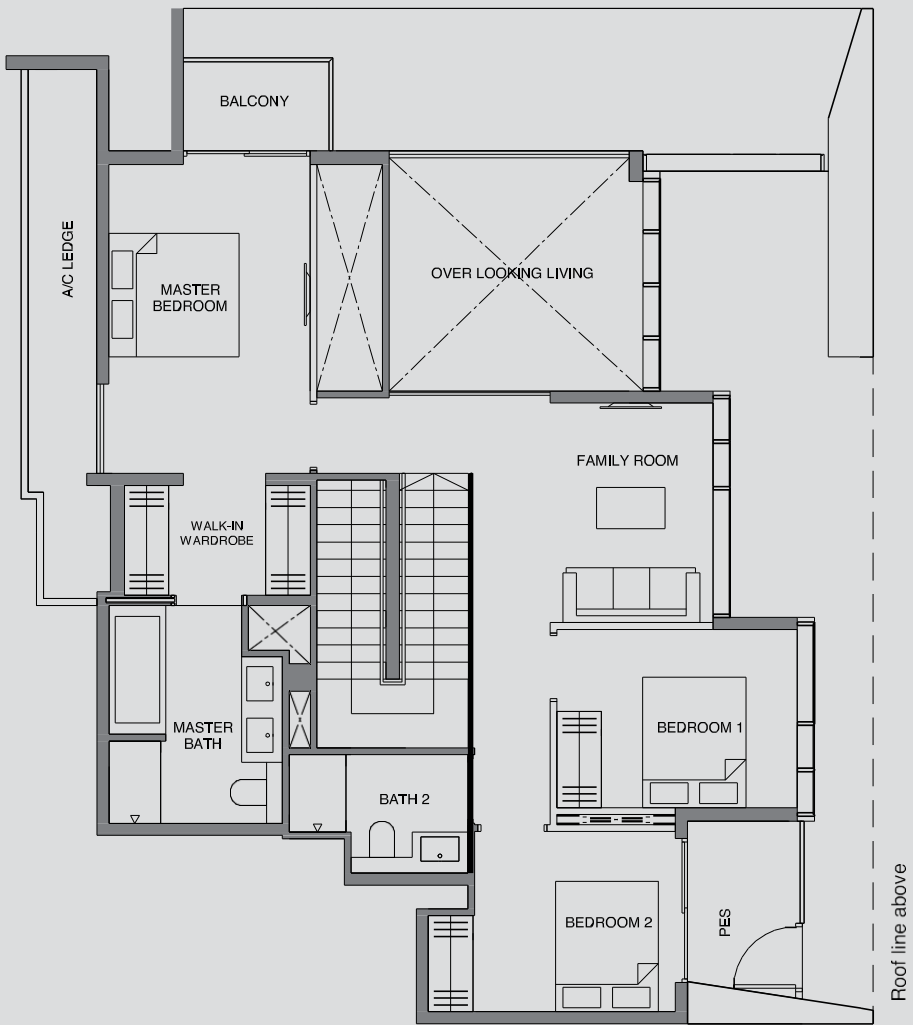 BALCONY
A/C LEDGE
MASTER
BEDROOM
OVER LOOKING LIVING
FAMILY ROOM
WALK-IN
WARDROBE
MASTER
BATH
BEDROOM 1
BATH 2
BEDROOM 2
PES
Roof line above